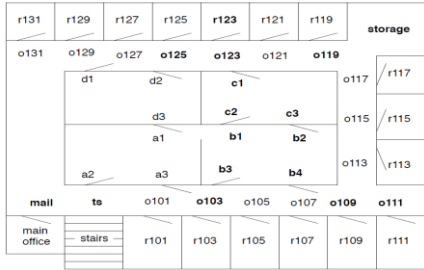 r131 r129 r127 r125 r123 r121 r119
storage
o131 o129 o127 o125 o123 o121 o119
d1 d2 c1 o117 r117
d3 c2 c3 o115 r115
a1 b1 b2
o113 r113
a2 a3 b3 b4
mail ts o101 o103 o105 o107 o109 o111
main
office
stairs r101 r103 r105 r107 r109 r111